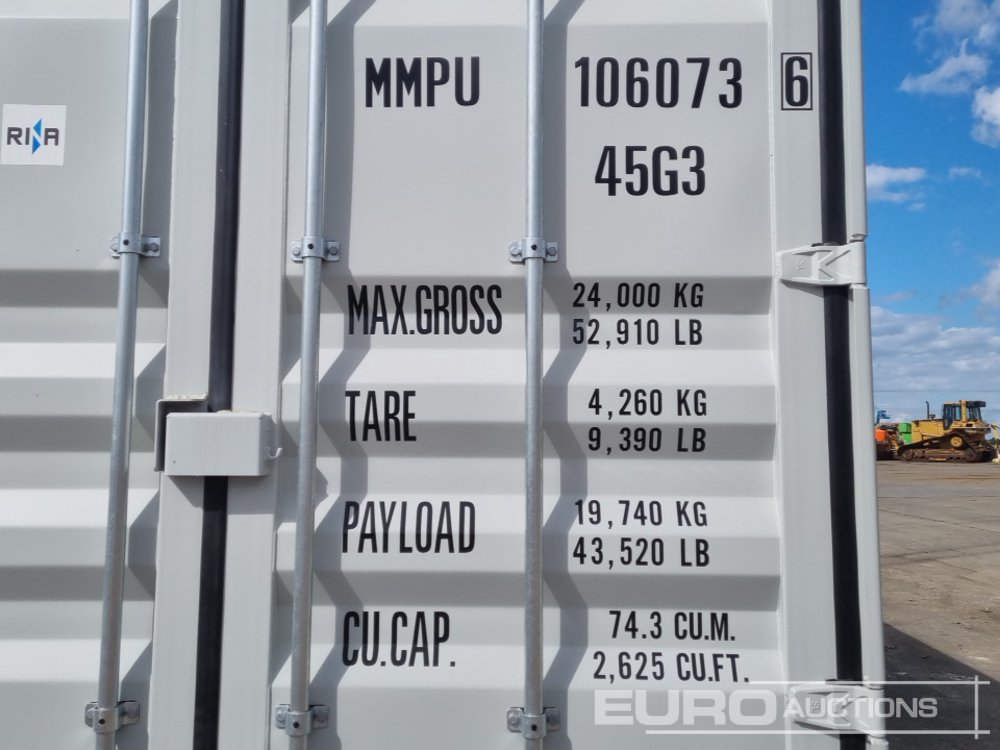 MMPU 106073 6
RINA
45G3
MAX.GROSS 24,000 KG
52,910 LB
TARE 4,260 KG
9,390 LB
PAYLOAD 19,740 KG
43,520 LB
CU.CAP. 74.3 CU.M.
2,625 CU.FT.
EURO AUCTIONS